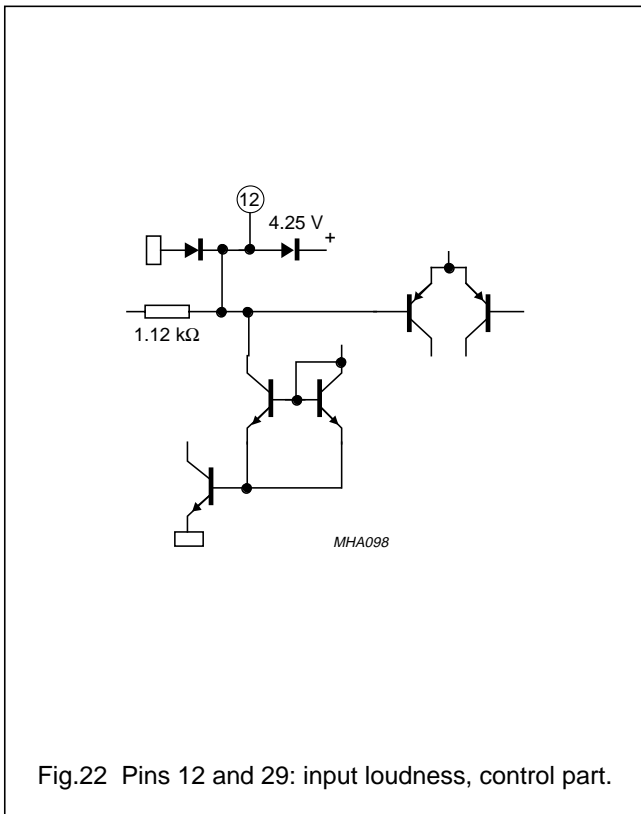 12
4.25 V
+
1.12 kΩ
MHA098
Fig.22 Pins 12 and 29: input loudness, control part.